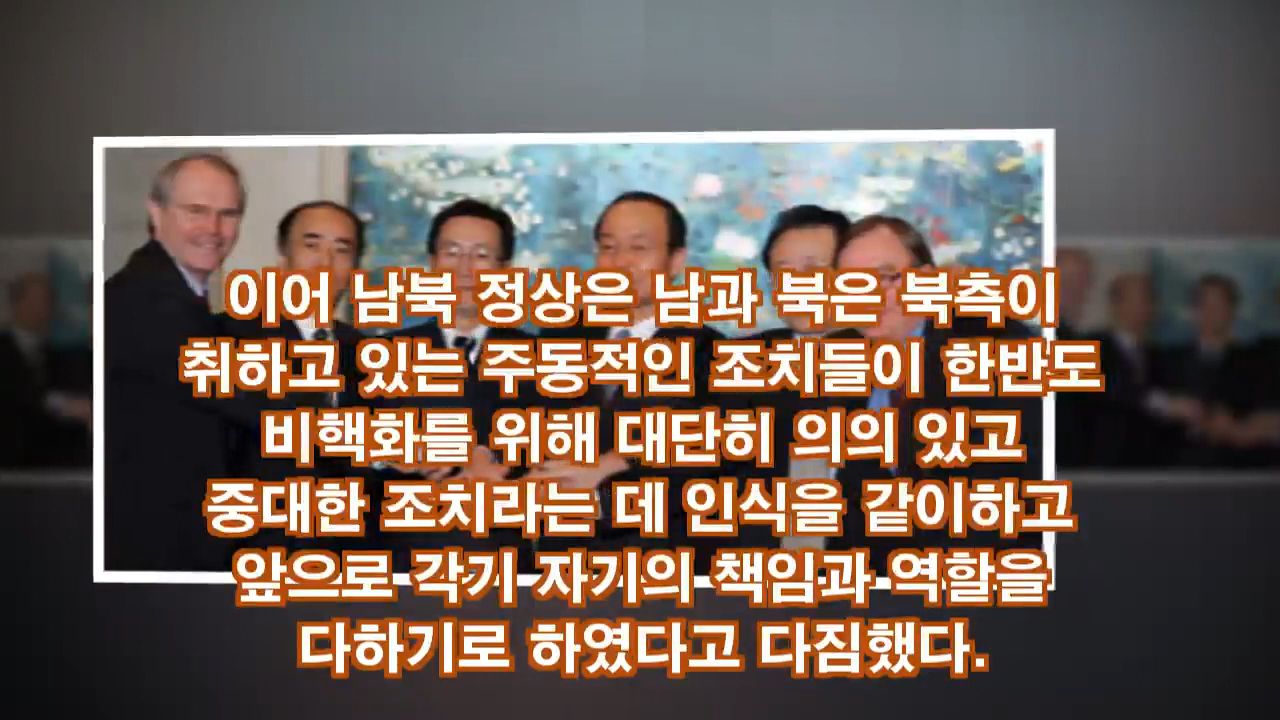 이어 남북 정상은 남과 북은 북측이
취하고 있는 주동적인 조치들이 한반도
비핵화를 위해 대단히 의의 있고
중대한 조치라는 데 인식을 같이하고
앞으로 각기 자기의 책임과 역할을
다하기로 하였다고 다짐했다.